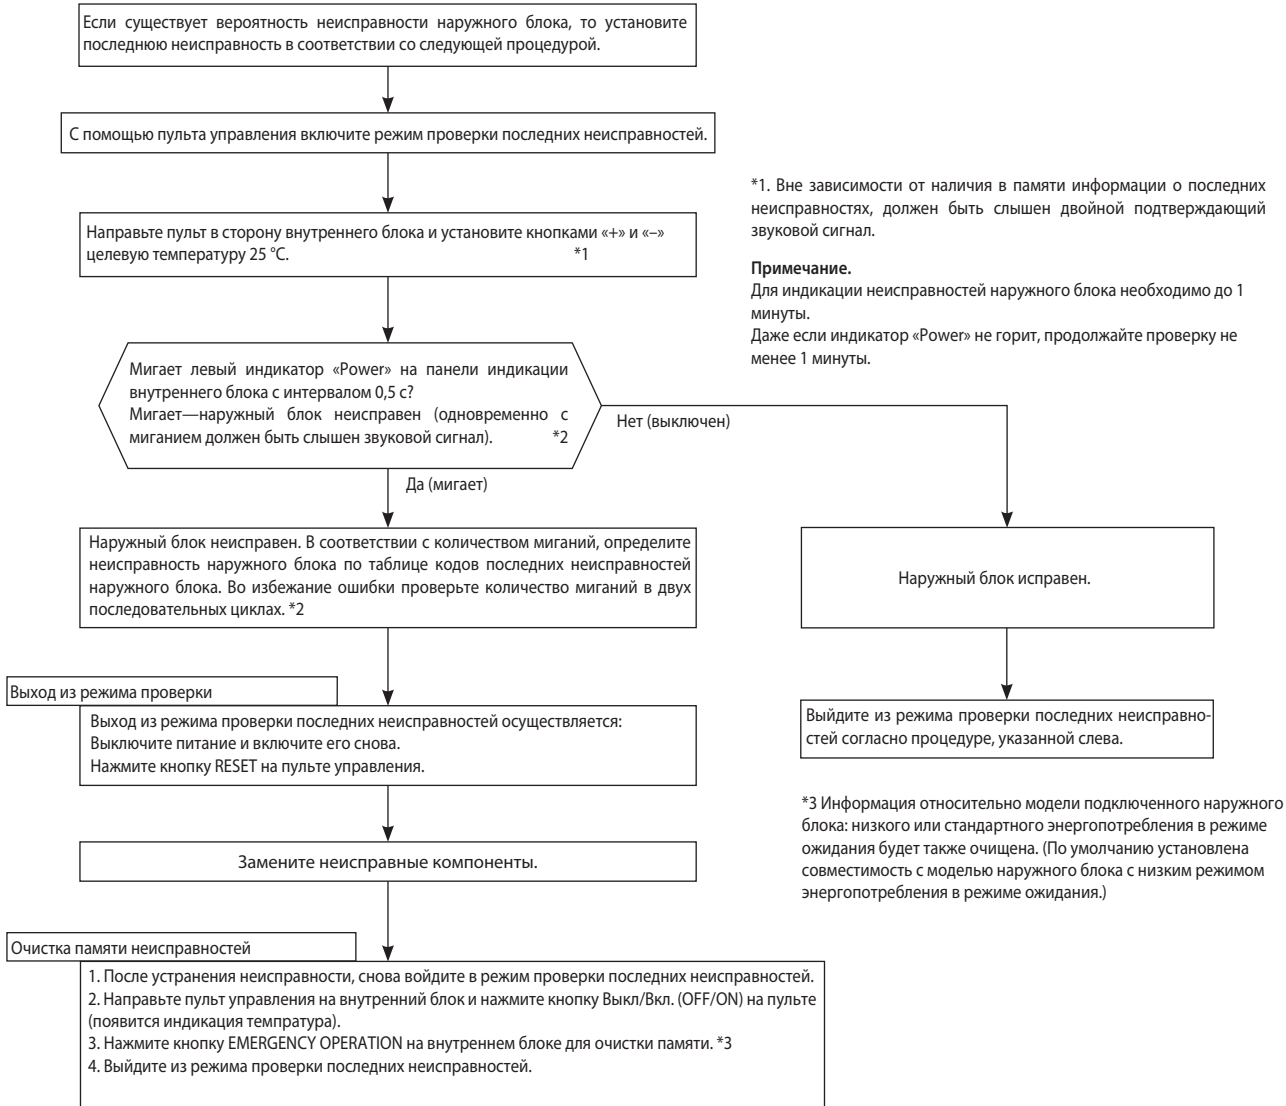 Если существует вероятность неисправности наружного блока, то установите
последнюю неисправность в соответствии со следующей процедурой.
С помощью пульта управления включите режим проверки последних неисправностей.
Направьте пульт в сторону внутреннего блока и установите кнопками «+» и «–»
целевую температуру 25 °C. *1
*1. Вне зависимости от наличия в памяти информации о последних
неисправностях, должен быть слышен двойной подтверждающий
звуковой сигнал.
Примечание.
Для индикации неисправностей наружного блока необходимо до 1
минуты.
Даже если индикатор «Power» не горит, продолжайте проверку не
менее 1 минуты.
Мигает левый индикатор «Power» на панели индикации
внутреннего блока с интервалом 0,5 с?
Мигает—наружный блок неисправен (одновременно с
миганием должен быть слышен звуковой сигнал). *2
Нет (выключен)
Да (мигает)
Наружный блок неисправен. В соответствии с количеством миганий, определите
неисправность наружного блока по таблице кодов последних неисправностей
наружного блока. Во избежание ошибки проверьте количество миганий в двух
последовательных циклах. *2
Наружный блок исправен.
Выход из режима проверки
Выход из режима проверки последних неисправностей осуществляется:
Выключите питание и включите его снова.
Нажмите кнопку RESET на пульте управления.
Выйдите из режима проверки последних неисправно-
стей согласно процедуре, указанной слева.
Замените неисправные компоненты.
*3 Информация относительно модели подключенного наружного
блока: низкого или стандартного энергопотребления в режиме
ожидания будет также очищена. (По умолчанию установлена
совместимость с моделью наружного блока с низким режимом
энергопотребления в режиме ожидания.)
Очистка памяти неисправностей
1. После устранения неисправности, снова войдите в режим проверки последних неисправностей.
2. Направьте пульт управления на внутренний блок и нажмите кнопку Выкл/Вкл. (OFF/ON) на пульте
(появится индикация темпратура).
3. Нажмите кнопку EMERGENCY OPERATION на внутреннем блоке для очистки памяти. *3
4. Выйдите из режима проверки последних неисправностей.